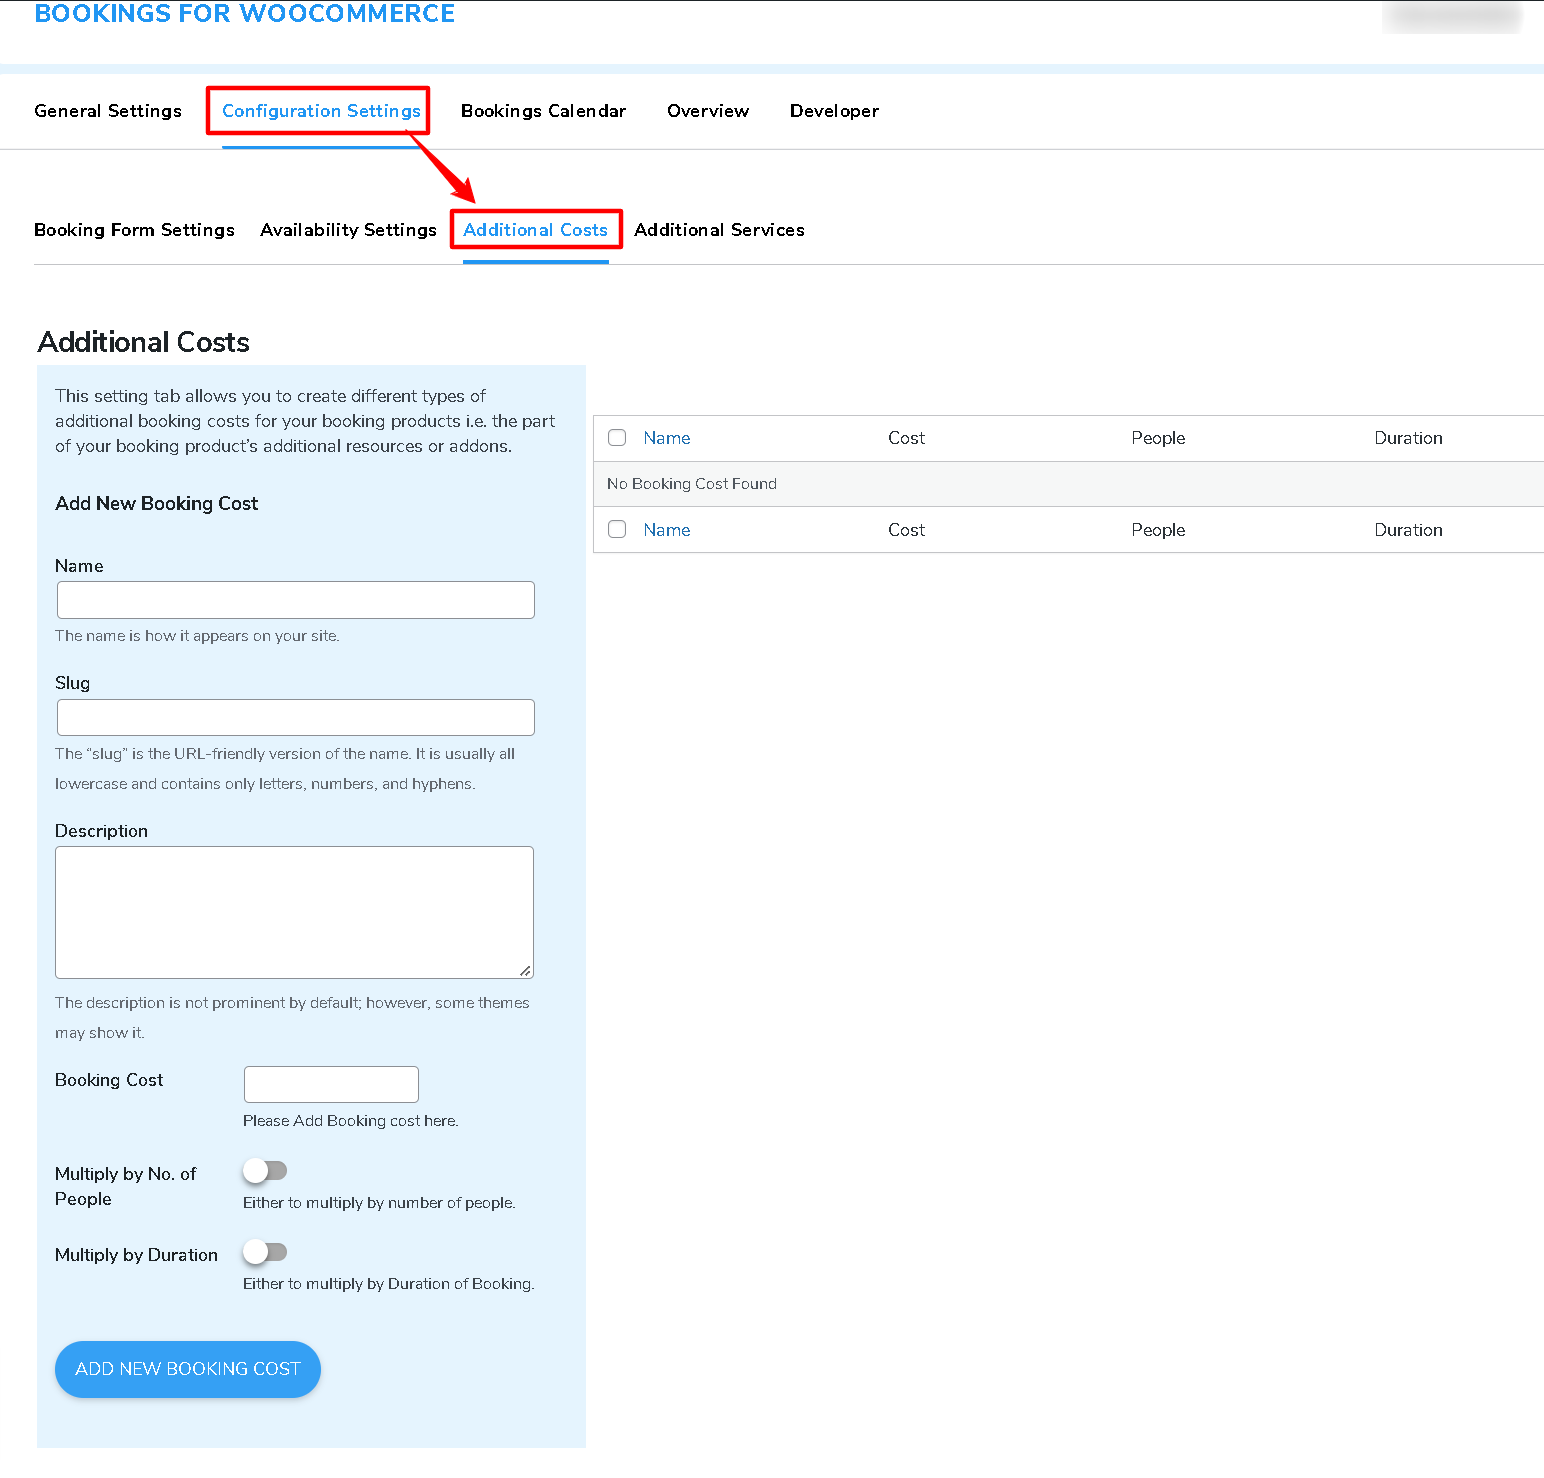 BOOKINGS FOR WOOCOMMERCE
General Settings Configuration Settings Bookings Calendar Overview Developer
Booking Form Settings Availability Settings Additional Costs Additional Services
Additional Costs
This setting tab allows you to create different types of
additional booking costs for your booking products i.e. the part
of your booking product's additional resources or addons.
Add New Booking Cost
Name
The name is how it appears on your site.
Slug
The “slug” is the URL-friendly version of the name. It is usually all
lowercase and contains only letters, numbers, and hyphens.
Description
The description is not prominent by default; however, some themes
may show it.
Booking Cost
Please Add Booking cost here.
Multiply by No. of
People
Either to multiply by number of people.
Multiply by Duration
Either to multiply by Duration of Booking.
ADD NEW BOOKING COST
Name Cost People Duration
No Booking Cost Found
Name Cost People Duration